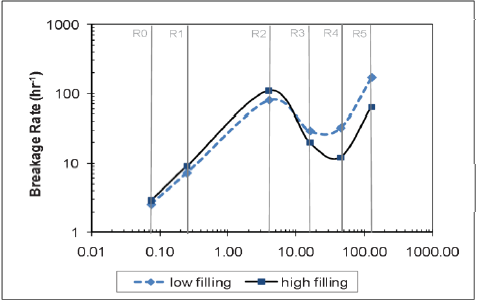 1000
R0 R1 R2 R3 R4 R5
100
Breakage Rate (hr⁻¹)
10
1
0.01 0.10 1.00 10.00 100.00 1000.00
low filling high filling